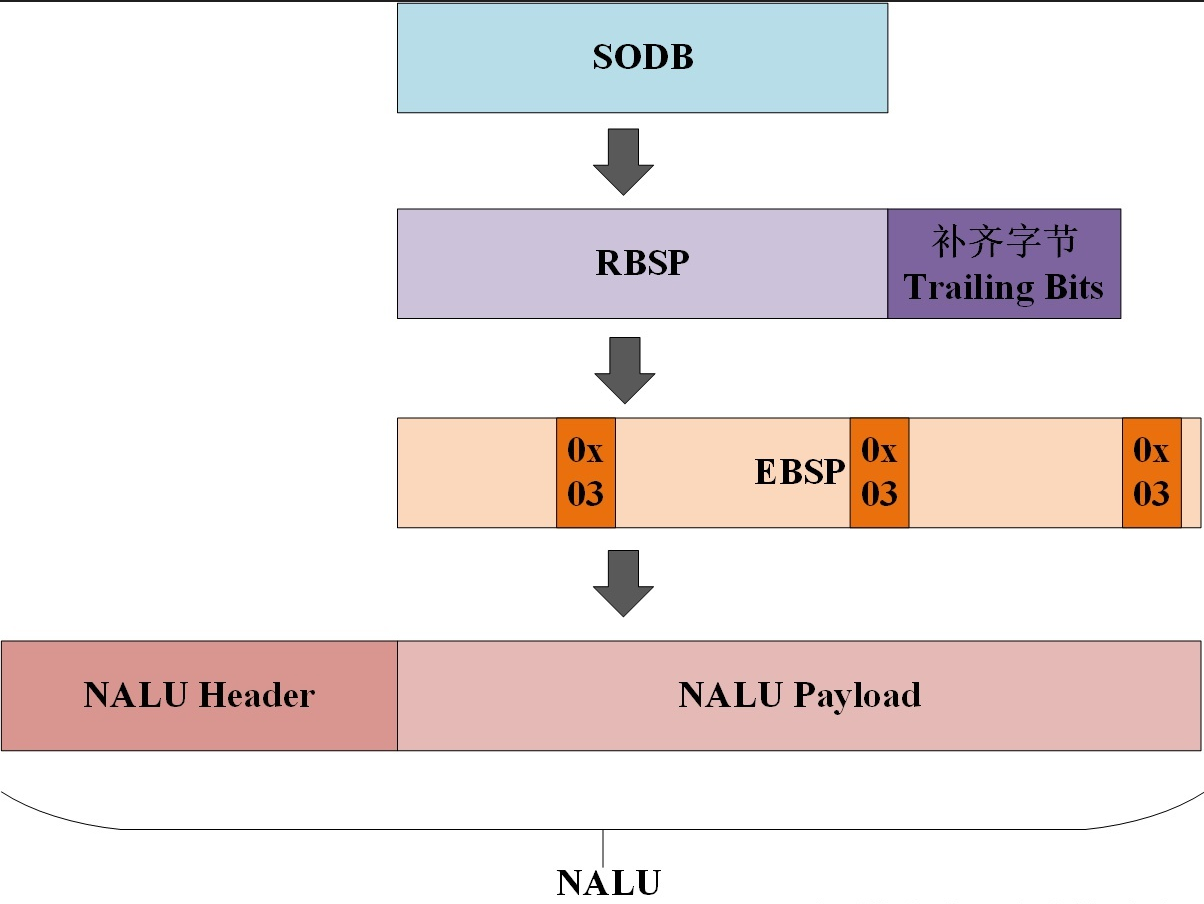 SODB
RBSP
补齐字节
Trailing Bits
0x
03
EBSP
0x
03
0x
03
NALU Header
NALU Payload
NALU